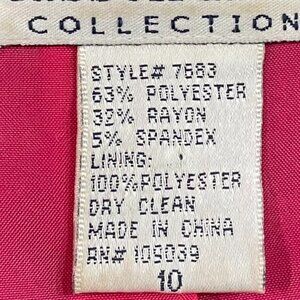 COLLECTION
STYLE# 7683
63% POLYESTER
32% RAYON
5% SPANDEX
LINING:
100% POLYESTER
DRY CLEAN
MADE IN CHINA
RN# 109039
10